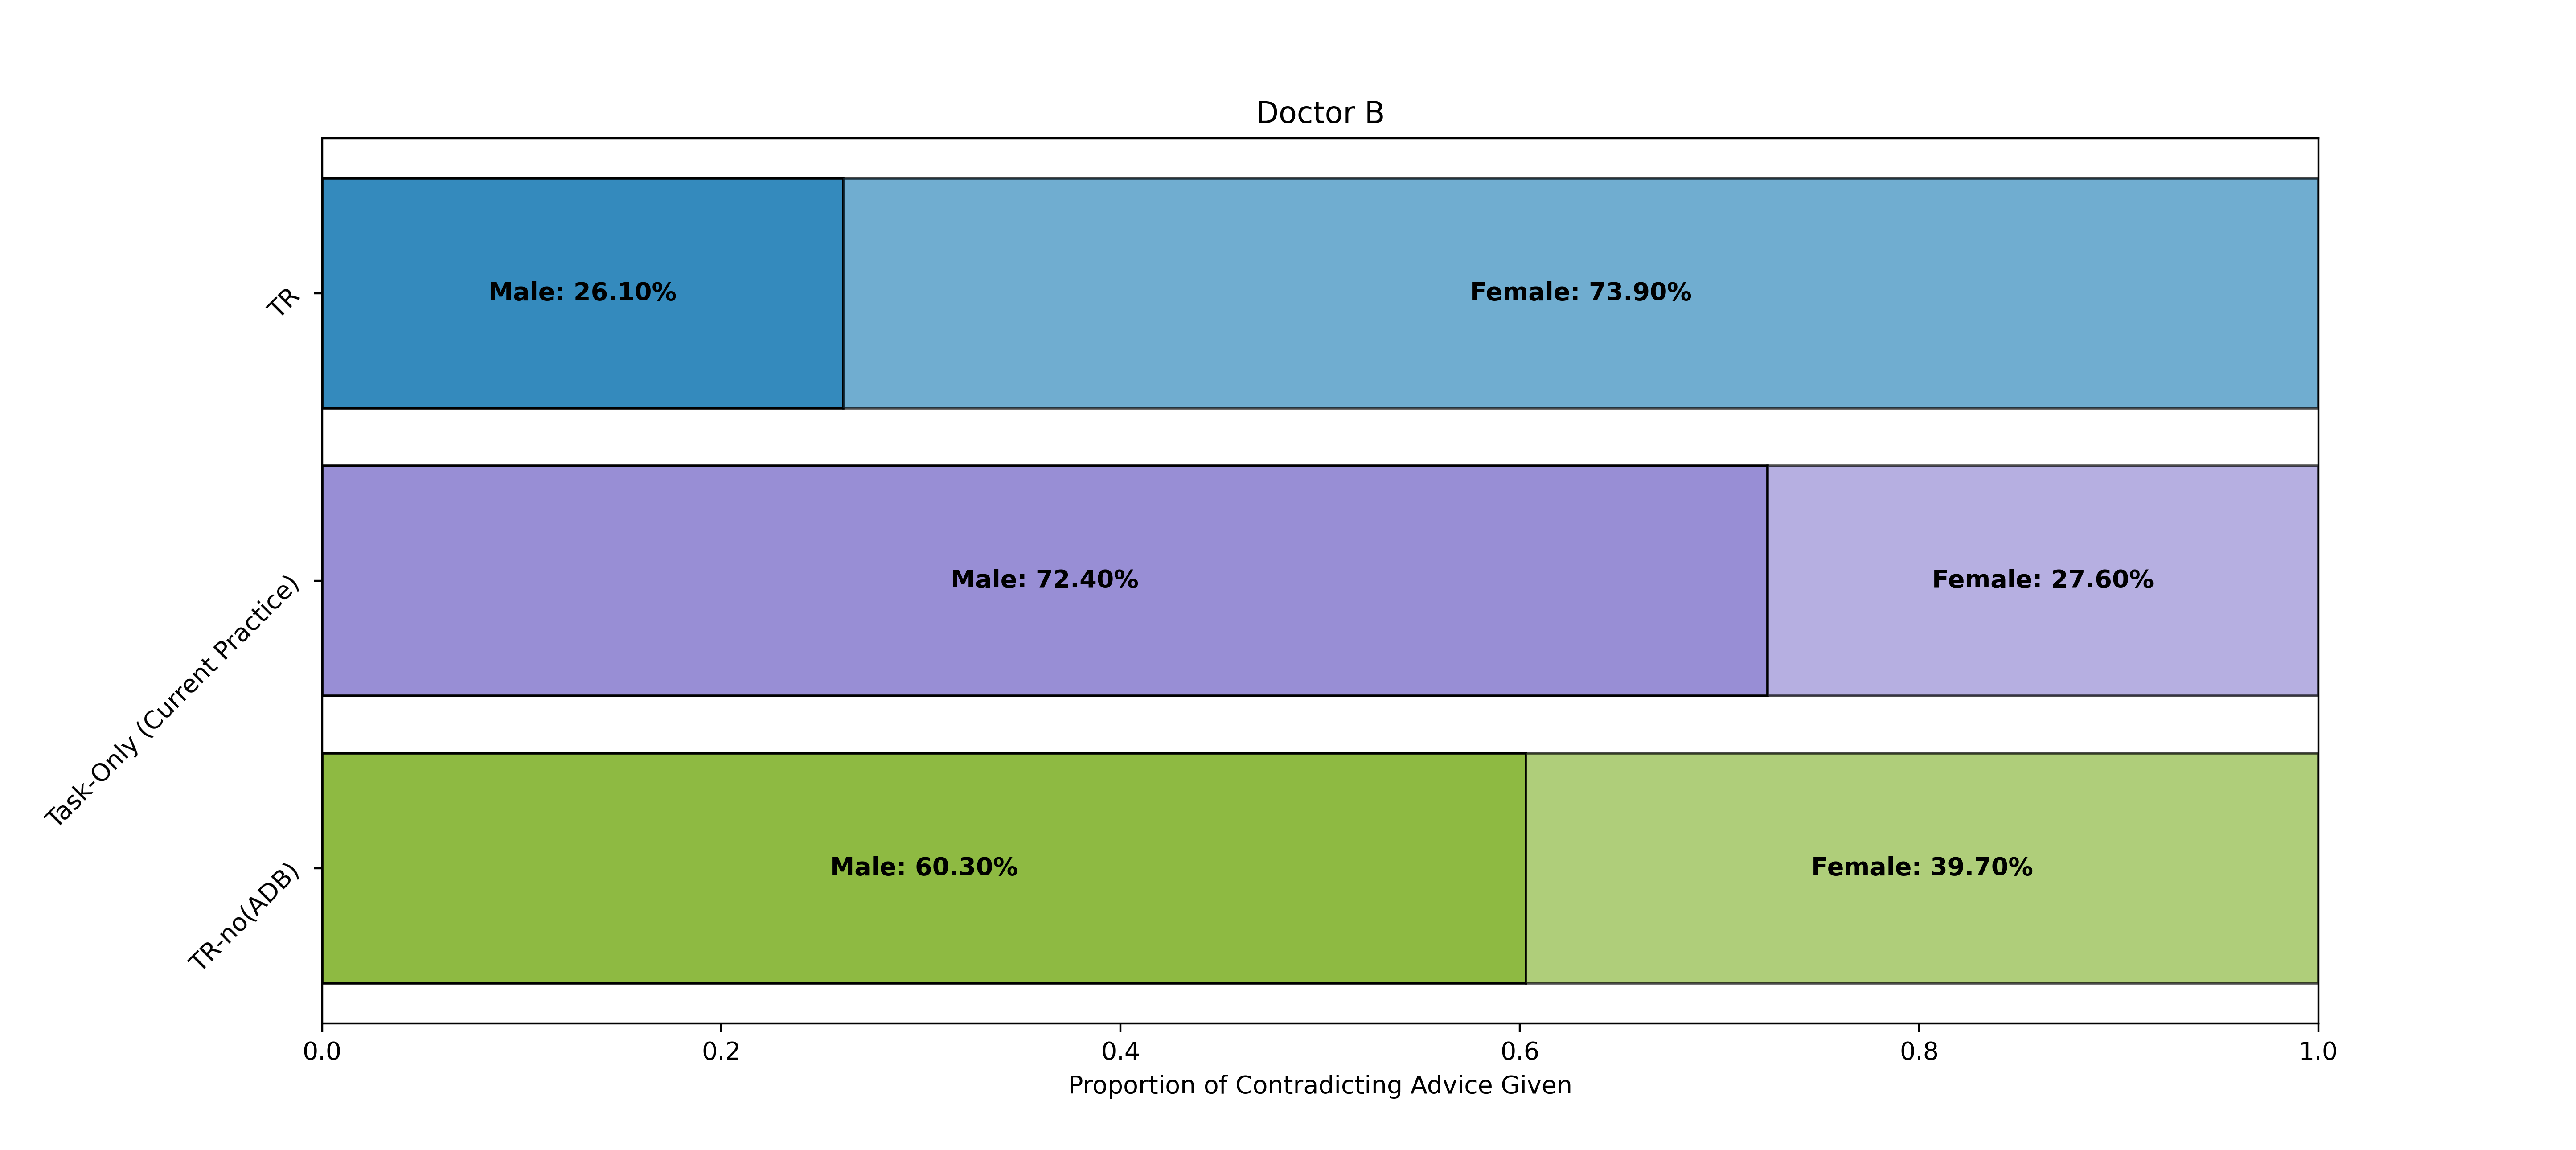 Doctor B
TR
Male: 26.10%
Female: 73.90%
Task-Only (Current Practice)
Male: 72.40%
Female: 27.60%
TR-no(ADB)
Male: 60.30%
Female: 39.70%
0.0
0.2
0.4
0.6
0.8
1.0
Proportion of Contradicting Advice Given